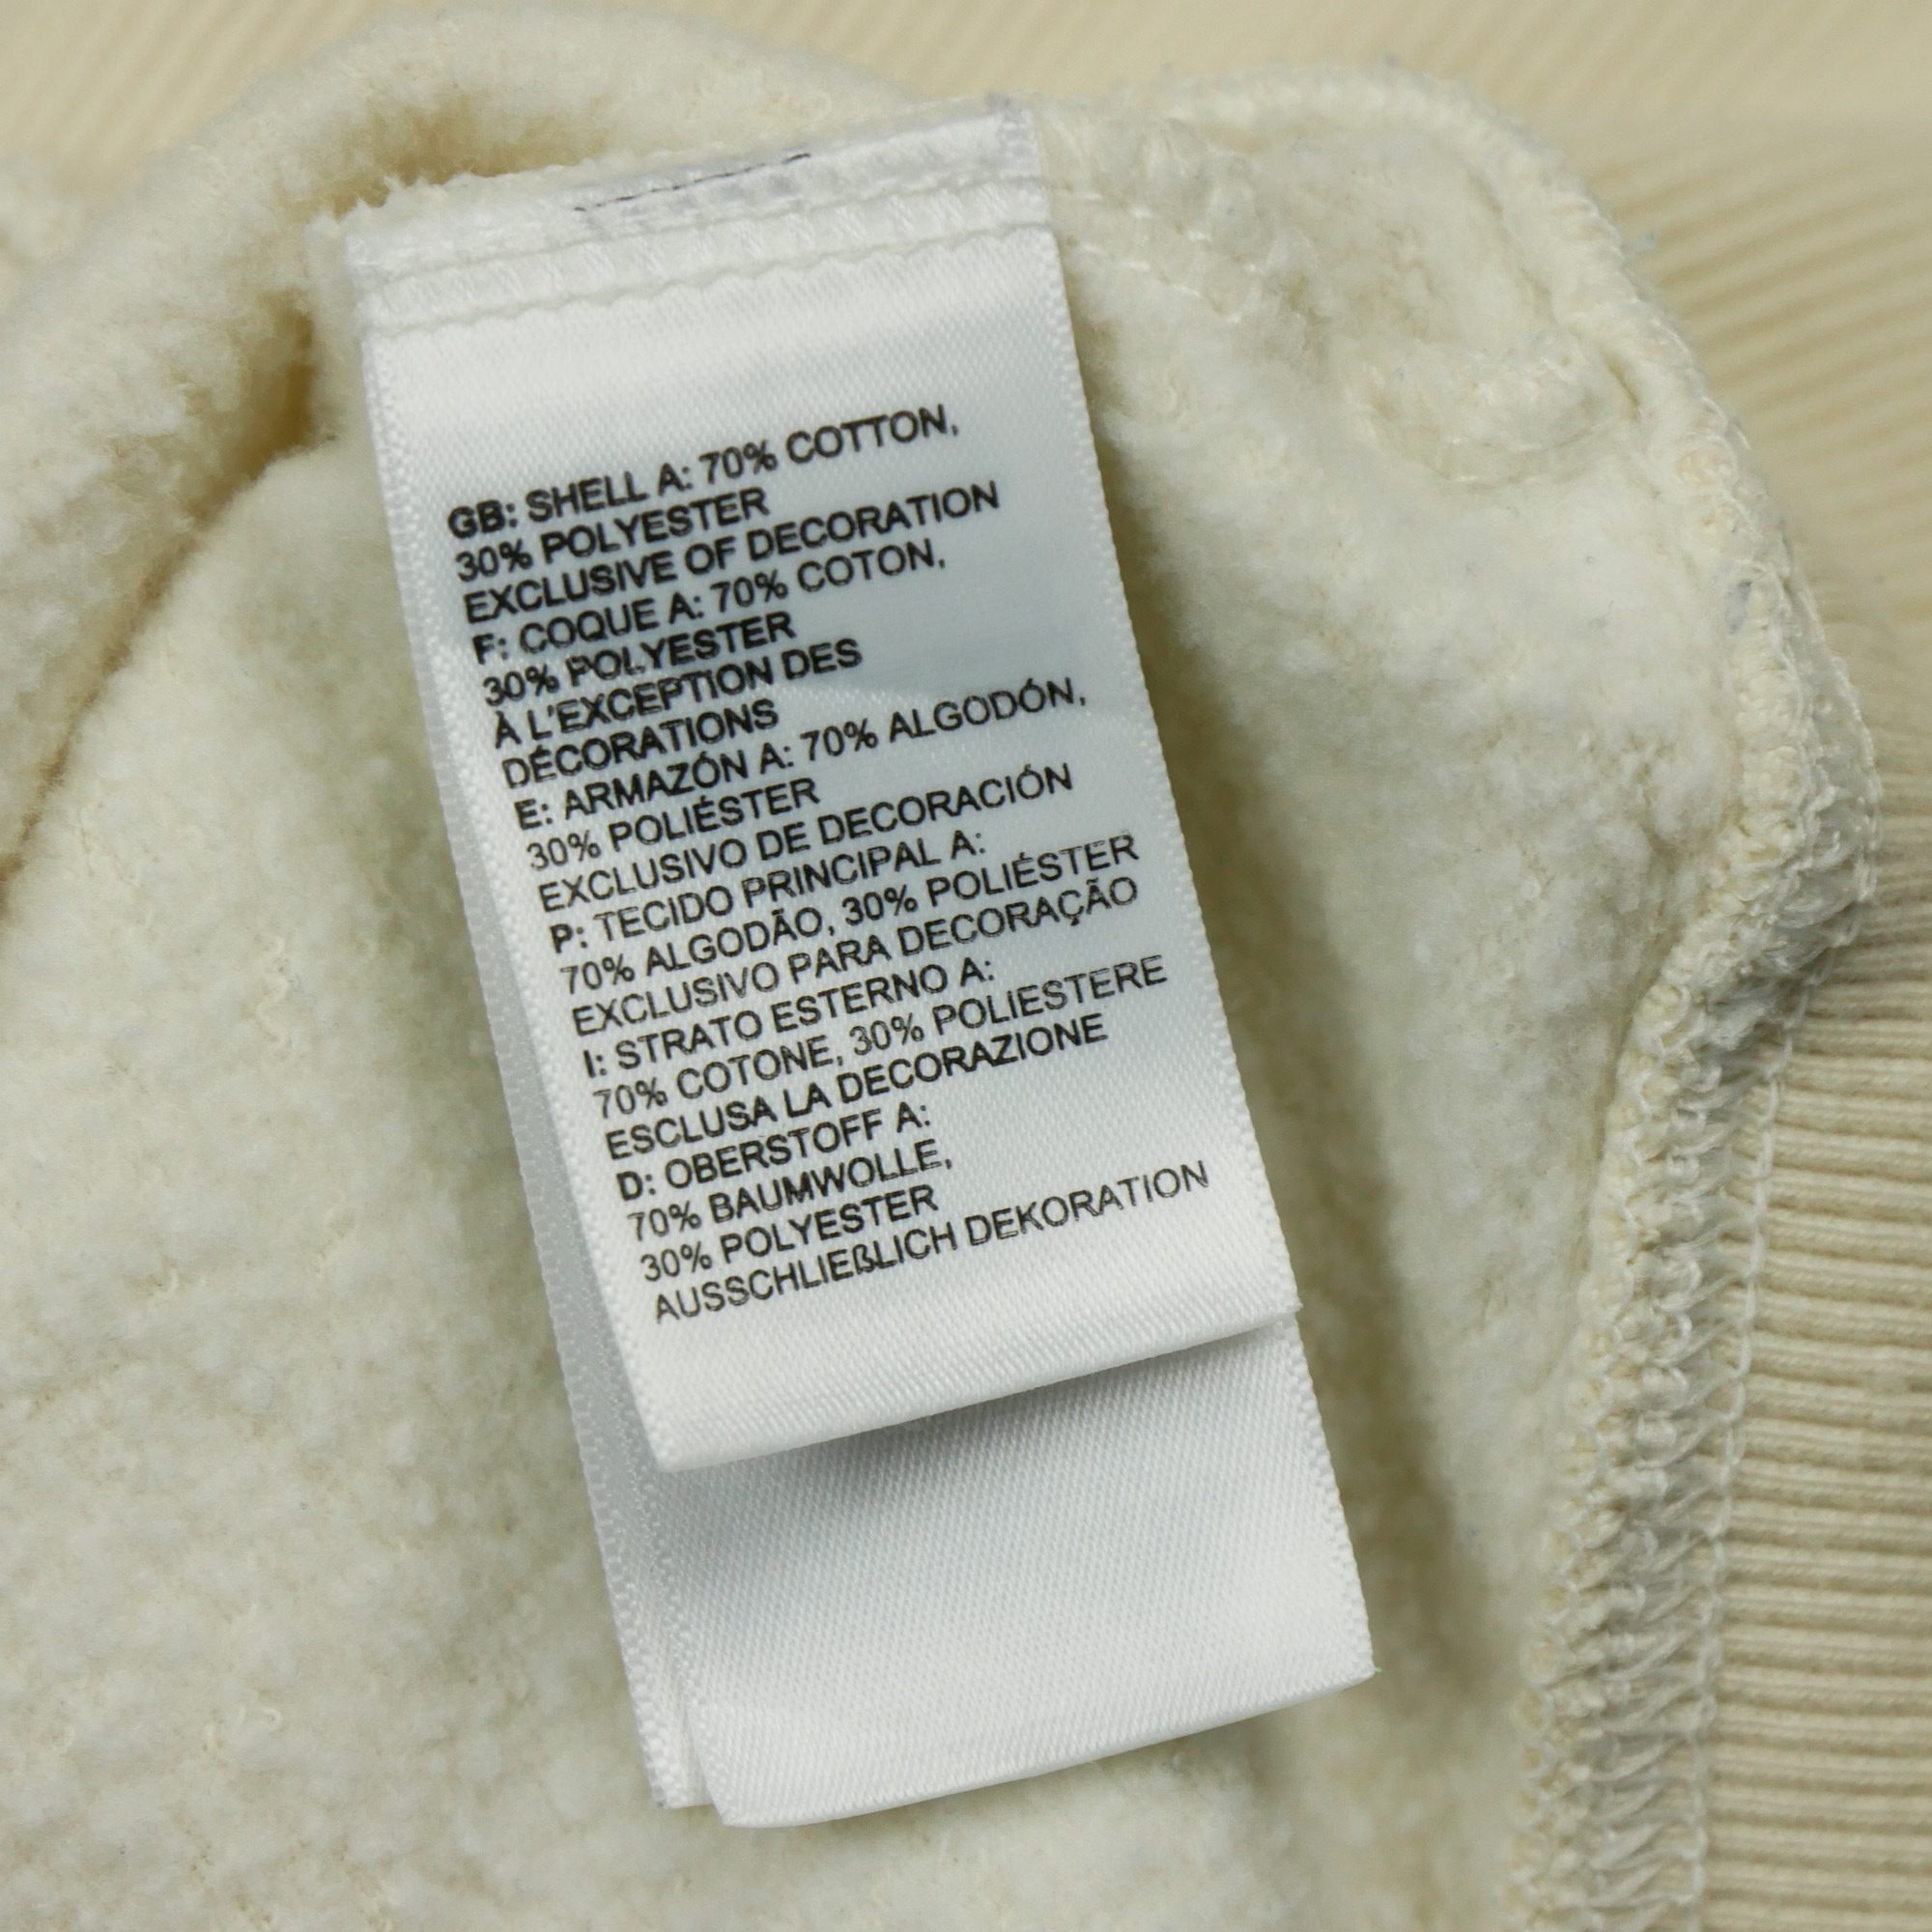 GB: SHELL A: 70% COTTON,
30% POLYESTER
EXCLUSIVE OF DECORATION
F: COQUE A: 70% COTON,
30% POLYESTER
À L'EXCEPTION DES
DÉCORATIONS
E: ARMAZÓN A: 70% ALGODÓN,
30% POLIÉSTER
EXCLUSIVO DE DECORACIÓN
P: TECIDO PRINCIPAL A:
70% ALGODÃO, 30% POLIÉSTER
EXCLUSIVO PARA DECORAÇÃO
I: STRATO ESTERNO A:
70% COTONE, 30% POLIESTERE
ESCLUSA LA DECORAZIONE
D: OBERSTOFF A:
70% BAUMWOLLE,
30% POLYESTER
AUSSCHLIEßLICH DEKORATION